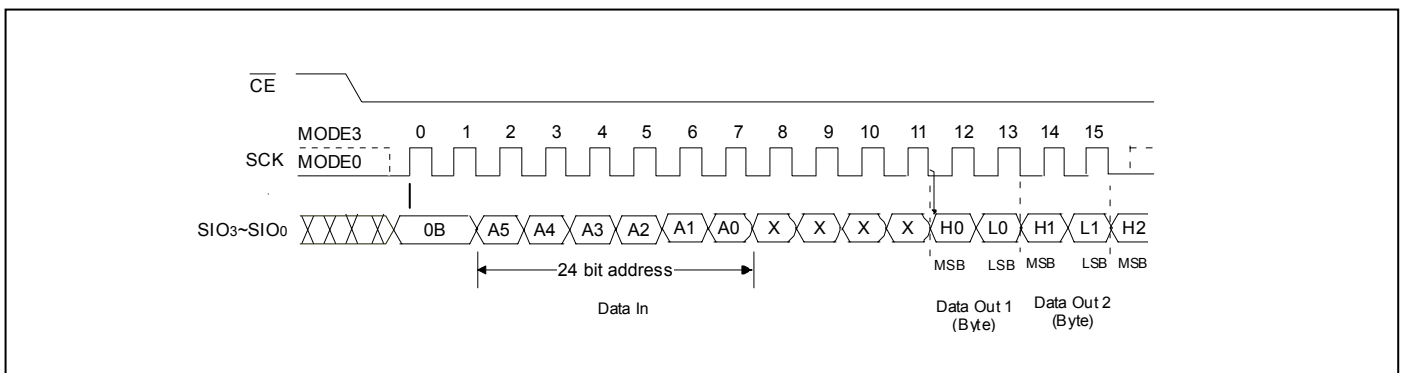 CE
MODE3 0 1 2 3 4 5 6 7 8 9 10 11 12 13 14 15
SCK MODE0
SIO3~SIO0 0B A5 A4 A3 A2 A1 A0 X X X X H0 L0 H1 L1 H2
24 bit address MSB LSB MSB LSB MSB
Data In Data Out 1 Data Out 2
(Byte) (Byte)